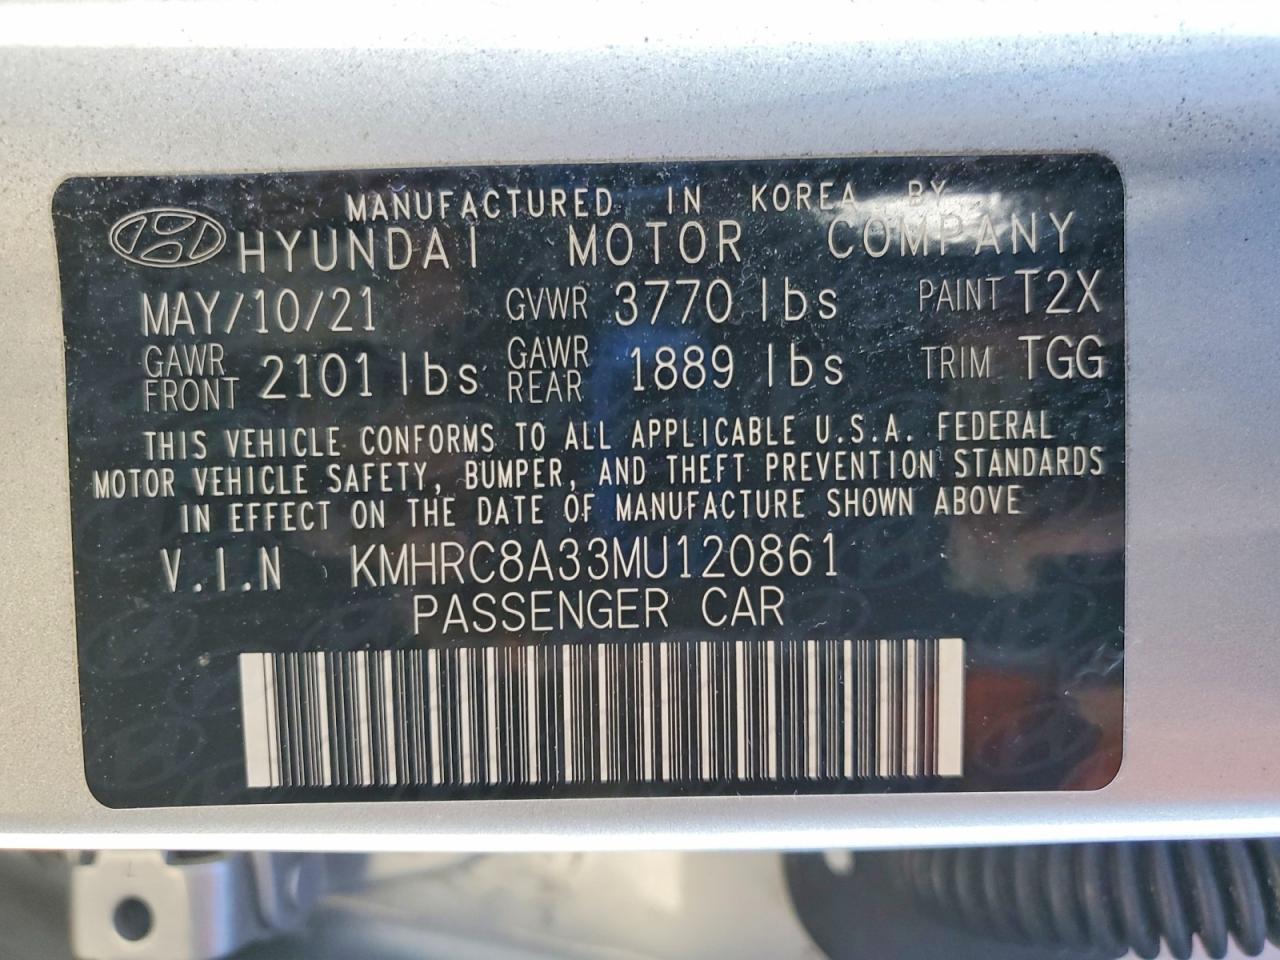 MANUFACTURED IN KOREA BY
HYUNDAI MOTOR COMPANY
MAY/10/21 GVWR 3770 lbs PAINT T2X
GAWR FRONT 2101 lbs GAWR REAR 1889 lbs TRIM TGG
THIS VEHICLE CONFORMS TO ALL APPLICABLE U.S.A. FEDERAL
MOTOR VEHICLE SAFETY, BUMPER, AND THEFT PREVENTION STANDARDS
IN EFFECT ON THE DATE OF MANUFACTURE SHOWN ABOVE
V.I.N KMHRC8A33MU120861
PASSENGER CAR